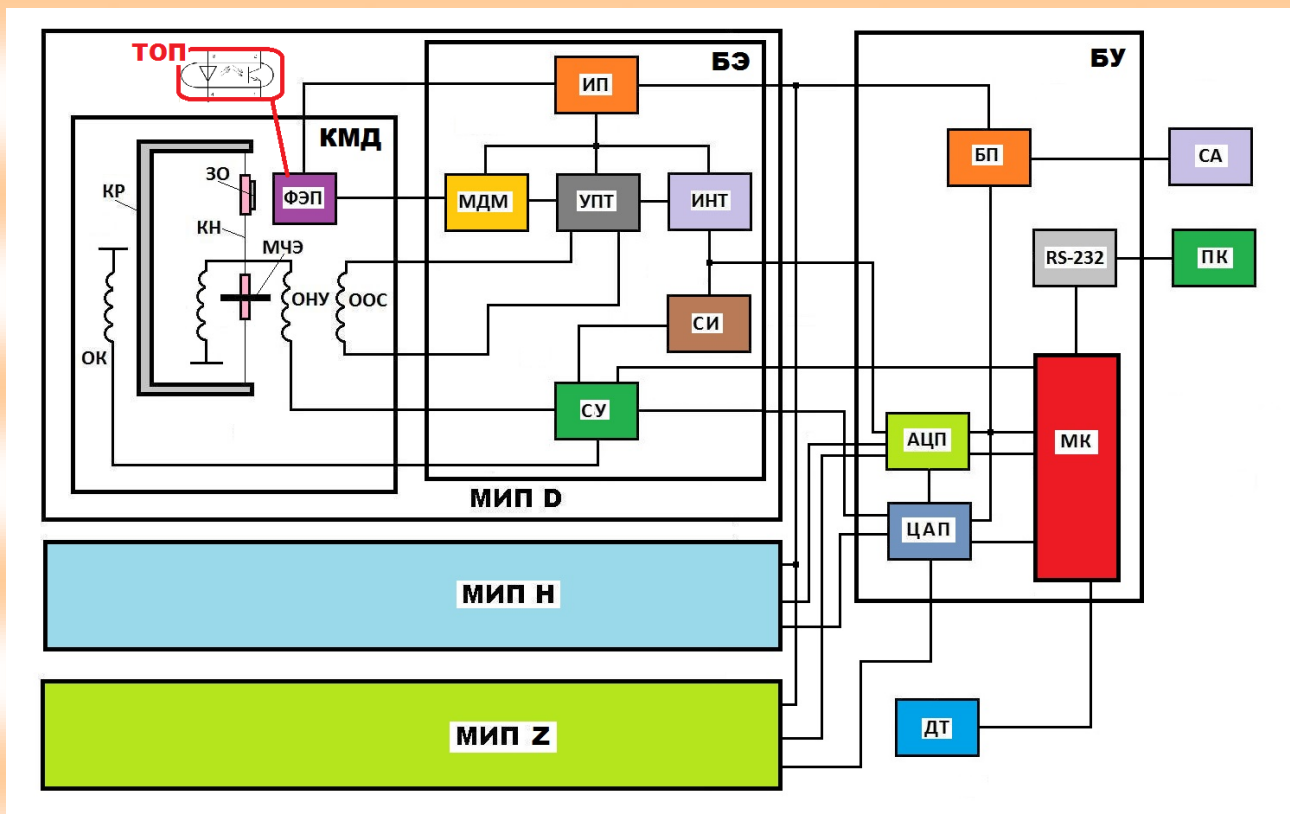 ТОП
БЭ
БУ
ИП
КМД
БП
СА
ЗО
КР
ФЭП
МДМ
УПТ
ИНТ
КН
МЧЭ
RS-232
ПК
ОНУ
ООС
СИ
ОК
СУ
АЦП
МК
МИП D
ЦАП
МИП H
ДТ
МИП Z